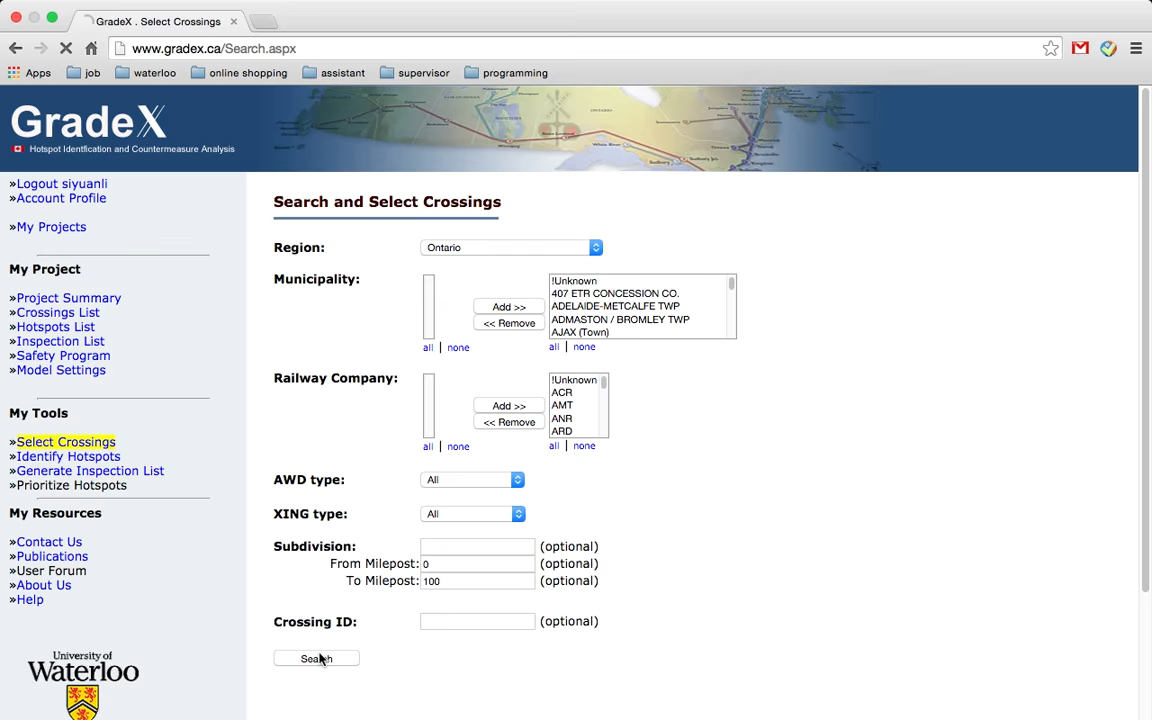 GradeX . Select Crossings
www.gradex.ca/Search.aspx
Apps job waterloo online shopping assistant supervisor programming
GradeX
Hotspot Identfication and Countermeasure Analysis
»Logout siyuanli
»Account Profile
»My Projects
My Project
»Project Summary
»Crossings List
»Hotspots List
»Inspection List
»Safety Program
»Model Settings
My Tools
»Select Crossings
»Identify Hotspots
»Generate Inspection List
»Prioritize Hotspots
My Resources
»Contact Us
»Publications
»User Forum
»About Us
»Help
University of
Waterloo
Search and Select Crossings
Region: Ontario
Municipality:
Add >>
<< Remove
all | none
!Unknown
407 ETR CONCESSION CO.
ADELAIDE-METCALFE TWP
ADMASTON / BROMLEY TWP
AJAX (Town)
all | none
Railway Company:
Add >>
<< Remove
all | none
!Unknown
ACR
AMT
ANR
ARD
all | none
AWD type: All
XING type: All
Subdivision: (optional)
From Milepost: 0 (optional)
To Milepost: 100 (optional)
Crossing ID: (optional)
Search